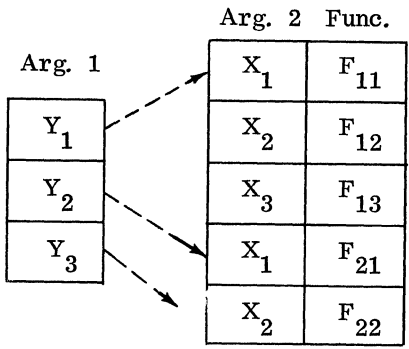 Arg. 1
Y1
Y2
Y3
Arg. 2 Func.
X1 F11
X2 F12
X3 F13
X1 F21
X2 F22